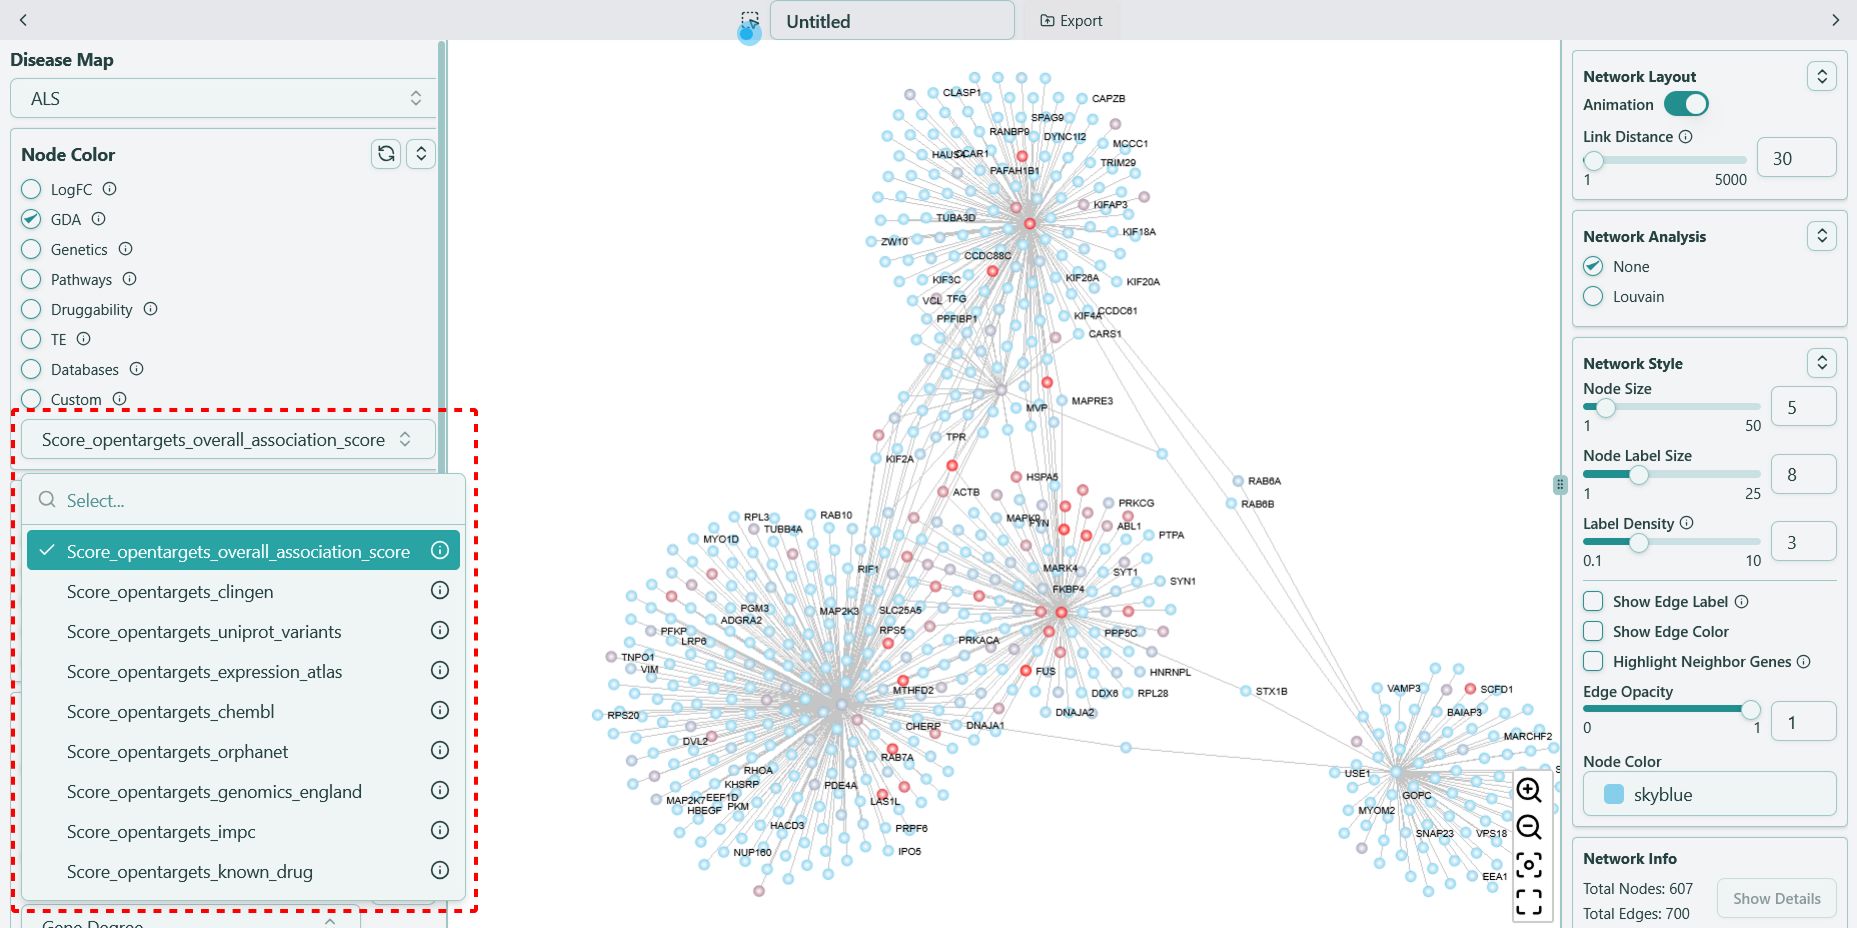 Untitled
Export
Disease Map
ALS
Node Color
LogFC
GDA
Genetics
Pathways
Druggability
TE
Databases
Custom
Score_opentargets_overall_association_score
Select...
Score_opentargets_overall_association_score
Score_opentargets_clingen
Score_opentargets_uniprot_variants
Score_opentargets_expression_atlas
Score_opentargets_chembl
Score_opentargets_orphanet
Score_opentargets_genomics_england
Score_opentargets_impc
Score_opentargets_known_drug
Gene Degree
CLASP1
CAPZB
SPAG9
RANBP9
DYNC1I2
MCCC1
HAUS4
CCAR1
TRIM29
PAFAH1B1
KIFAP3
TUBA3D
KIF18A
ZW10
CCDC88C
KIF3C
KIF26A
KIF20A
VCL
TFG
PPFIBP1
KIF4A
CCDC61
CARS1
MVP
MAPRE3
TPR
KIF2A
HSPA5
ACTB
RAB6A
RAB6B
PRKCG
RPL3
RAB10
TUBB4A
MAPK9
FYN
ABL1
MYO1D
PTPA
RIF1
MARK4
SYT1
SYN1
FKBP4
PGM3
MAP2K3
SLC25A5
ADGRA2
PFKP
LRP6
RPS5
PRKACA
PPP5C
TNPO1
VIM
FUS
HNRNPL
MTHFD2
DDX6
RPL28
STX1B
RPS20
DNAJA2
CHERP
DNAJA1
DVL2
RAB7A
RHOA
KHSRP
PDE4A
MAP2K7
EEF1D
HBEGF
PKM
LAS1L
HACD3
PRPF6
NUP160
IPO5
VAMP3
SCFD1
BAIAP3
MARCHF2
USE1
S
GOPC
MYOM2
SNAP23
VPS18
EEA1
Network Layout
Animation
Link Distance
30
1
5000
Network Analysis
None
Louvain
Network Style
Node Size
5
1
50
Node Label Size
8
1
25
Label Density
3
0.1
10
Show Edge Label
Show Edge Color
Highlight Neighbor Genes
Edge Opacity
1
0
1
Node Color
skyblue
Network Info
Total Nodes: 607
Total Edges: 700
Show Details